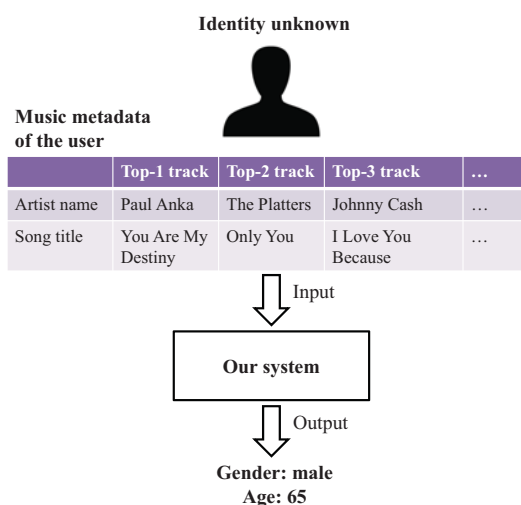 Identity unknown
Music metadata
of the user
Top-1 track Top-2 track Top-3 track …
Artist name Paul Anka The Platters Johnny Cash …
Song title You Are My Destiny Only You I Love You Because …
Input
Our system
Output
Gender: male
Age: 65